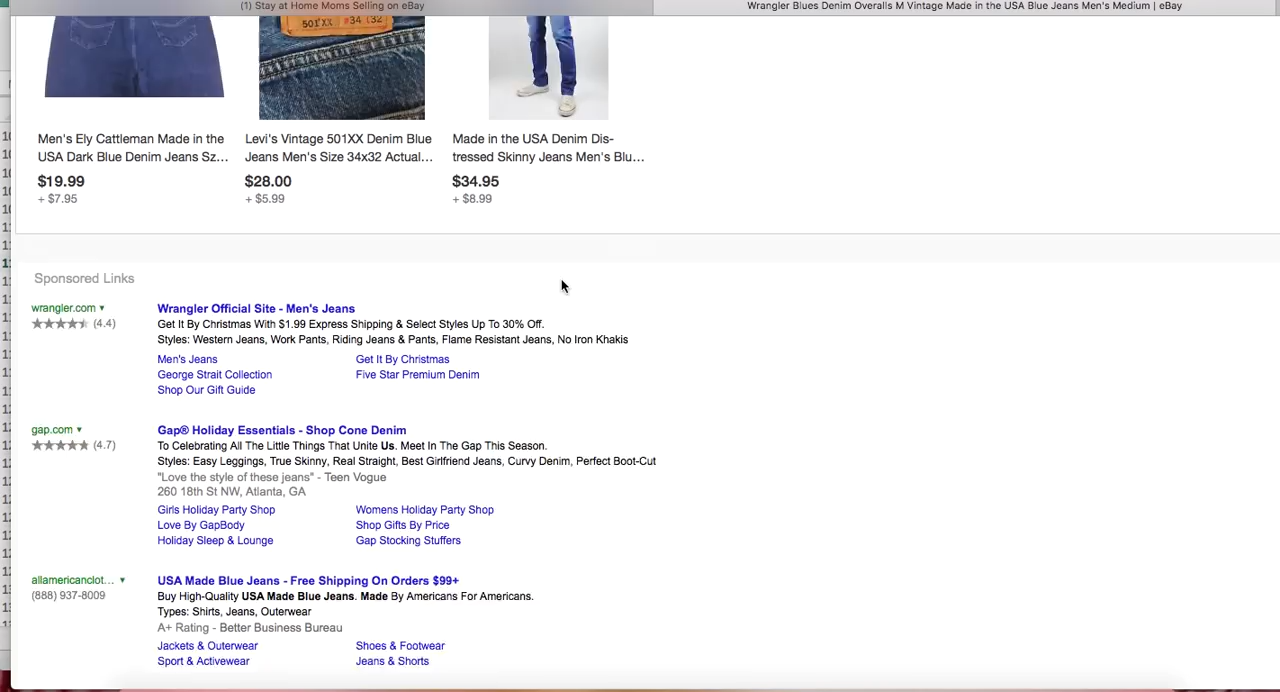 (1) Stay at Home Moms Selling on eBay
Wrangler Blues Denim Overalls M Vintage Made in the USA Blue Jeans Men's Medium | eBay
501XX
34 32
Men's Ely Cattleman Made in the
USA Dark Blue Denim Jeans Sz...
$19.99
+ $7.95
Levi's Vintage 501XX Denim Blue
Jeans Men's Size 34x32 Actual...
$28.00
+ $5.99
Made in the USA Denim Dis-
tressed Skinny Jeans Men's Blu...
$34.95
+ $8.99
Sponsored Links
wrangler.com
(4.4)
Wrangler Official Site - Men's Jeans
Get It By Christmas With $1.99 Express Shipping & Select Styles Up To 30% Off.
Styles: Western Jeans, Work Pants, Riding Jeans & Pants, Flame Resistant Jeans, No Iron Khakis
Men's Jeans Get It By Christmas
George Strait Collection Five Star Premium Denim
Shop Our Gift Guide
gap.com
(4.7)
Gap® Holiday Essentials - Shop Cone Denim
To Celebrating All The Little Things That Unite Us. Meet In The Gap This Season.
Styles: Easy Leggings, True Skinny, Real Straight, Best Girlfriend Jeans, Curvy Denim, Perfect Boot-Cut
"Love the style of these jeans" - Teen Vogue
260 18th St NW, Atlanta, GA
Girls Holiday Party Shop Womens Holiday Party Shop
Love By GapBody Shop Gifts By Price
Holiday Sleep & Lounge Gap Stocking Stuffers
allamericanclot...
(888) 937-8009
USA Made Blue Jeans - Free Shipping On Orders $99+
Buy High-Quality USA Made Blue Jeans. Made By Americans For Americans.
Types: Shirts, Jeans, Outerwear
A+ Rating - Better Business Bureau
Jackets & Outerwear Shoes & Footwear
Sport & Activewear Jeans & Shorts